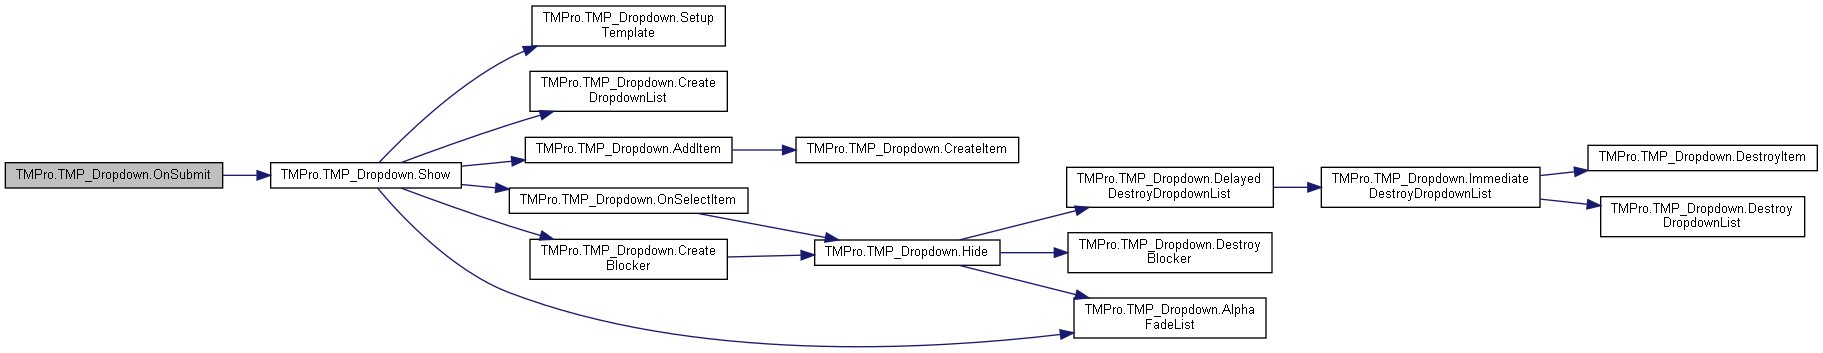 TMPro.TMP_Dropdown.OnSubmit
TMPro.TMP_Dropdown.Show
TMPro.TMP_Dropdown.Setup
Template
TMPro.TMP_Dropdown.Create
DropdownList
TMPro.TMP_Dropdown.AddItem
TMPro.TMP_Dropdown.CreateItem
TMPro.TMP_Dropdown.OnSelectItem
TMPro.TMP_Dropdown.Create
Blocker
TMPro.TMP_Dropdown.Hide
TMPro.TMP_Dropdown.Delayed
DestroyDropdownList
TMPro.TMP_Dropdown.Destroy
Blocker
TMPro.TMP_Dropdown.Alpha
FadeList
TMPro.TMP_Dropdown.Immediate
DestroyDropdownList
TMPro.TMP_Dropdown.DestroyItem
TMPro.TMP_Dropdown.Destroy
DropdownList